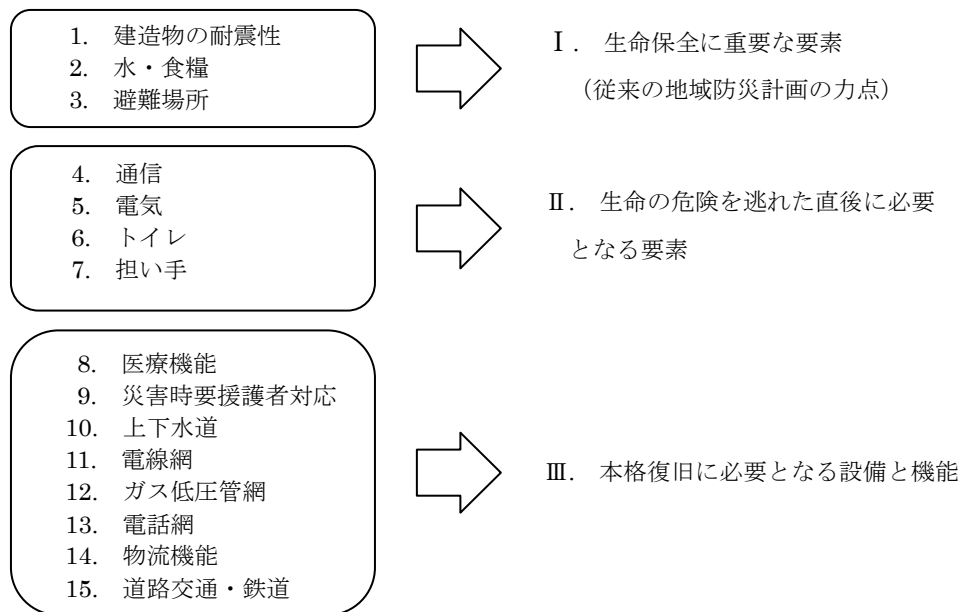 1. 建造物の耐震性
2. 水・食糧
3. 避難場所
Ⅰ. 生命保全に重要な要素
（従来の地域防災計画の力点）
4. 通信
5. 電気
6. トイレ
7. 担い手
Ⅱ. 生命の危険を逃れた直後に必要
となる要素
8. 医療機能
9. 災害時要援護者対応
10. 上下水道
11. 電線網
12. ガス低圧管網
13. 電話網
14. 物流機能
15. 道路交通・鉄道
Ⅲ. 本格復旧に必要となる設備と機能